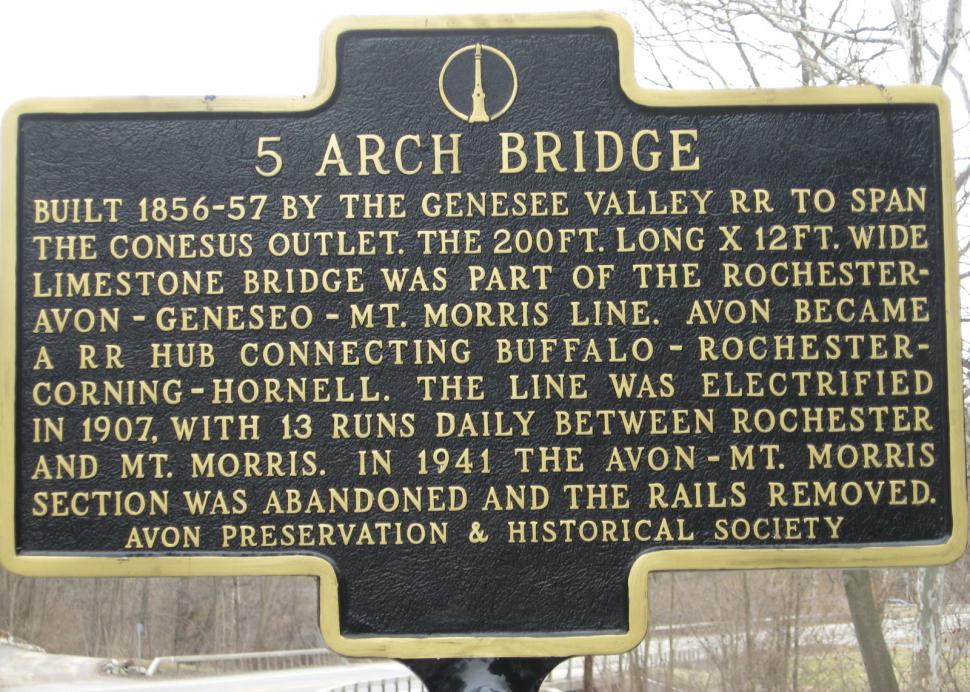 5 ARCH BRIDGE
BUILT 1856-57 BY THE GENESEE VALLEY RR TO SPAN
THE CONESUS OUTLET. THE 200FT. LONG X 12FT. WIDE
LIMESTONE BRIDGE WAS PART OF THE ROCHESTER-
AVON - GENESEO - MT. MORRIS LINE. AVON BECAME
A RR HUB CONNECTING BUFFALO - ROCHESTER-
CORNING - HORNELL. THE LINE WAS ELECTRIFIED
IN 1907, WITH 13 RUNS DAILY BETWEEN ROCHESTER
AND MT. MORRIS. IN 1941 THE AVON - MT. MORRIS
SECTION WAS ABANDONED AND THE RAILS REMOVED.
AVON PRESERVATION & HISTORICAL SOCIETY